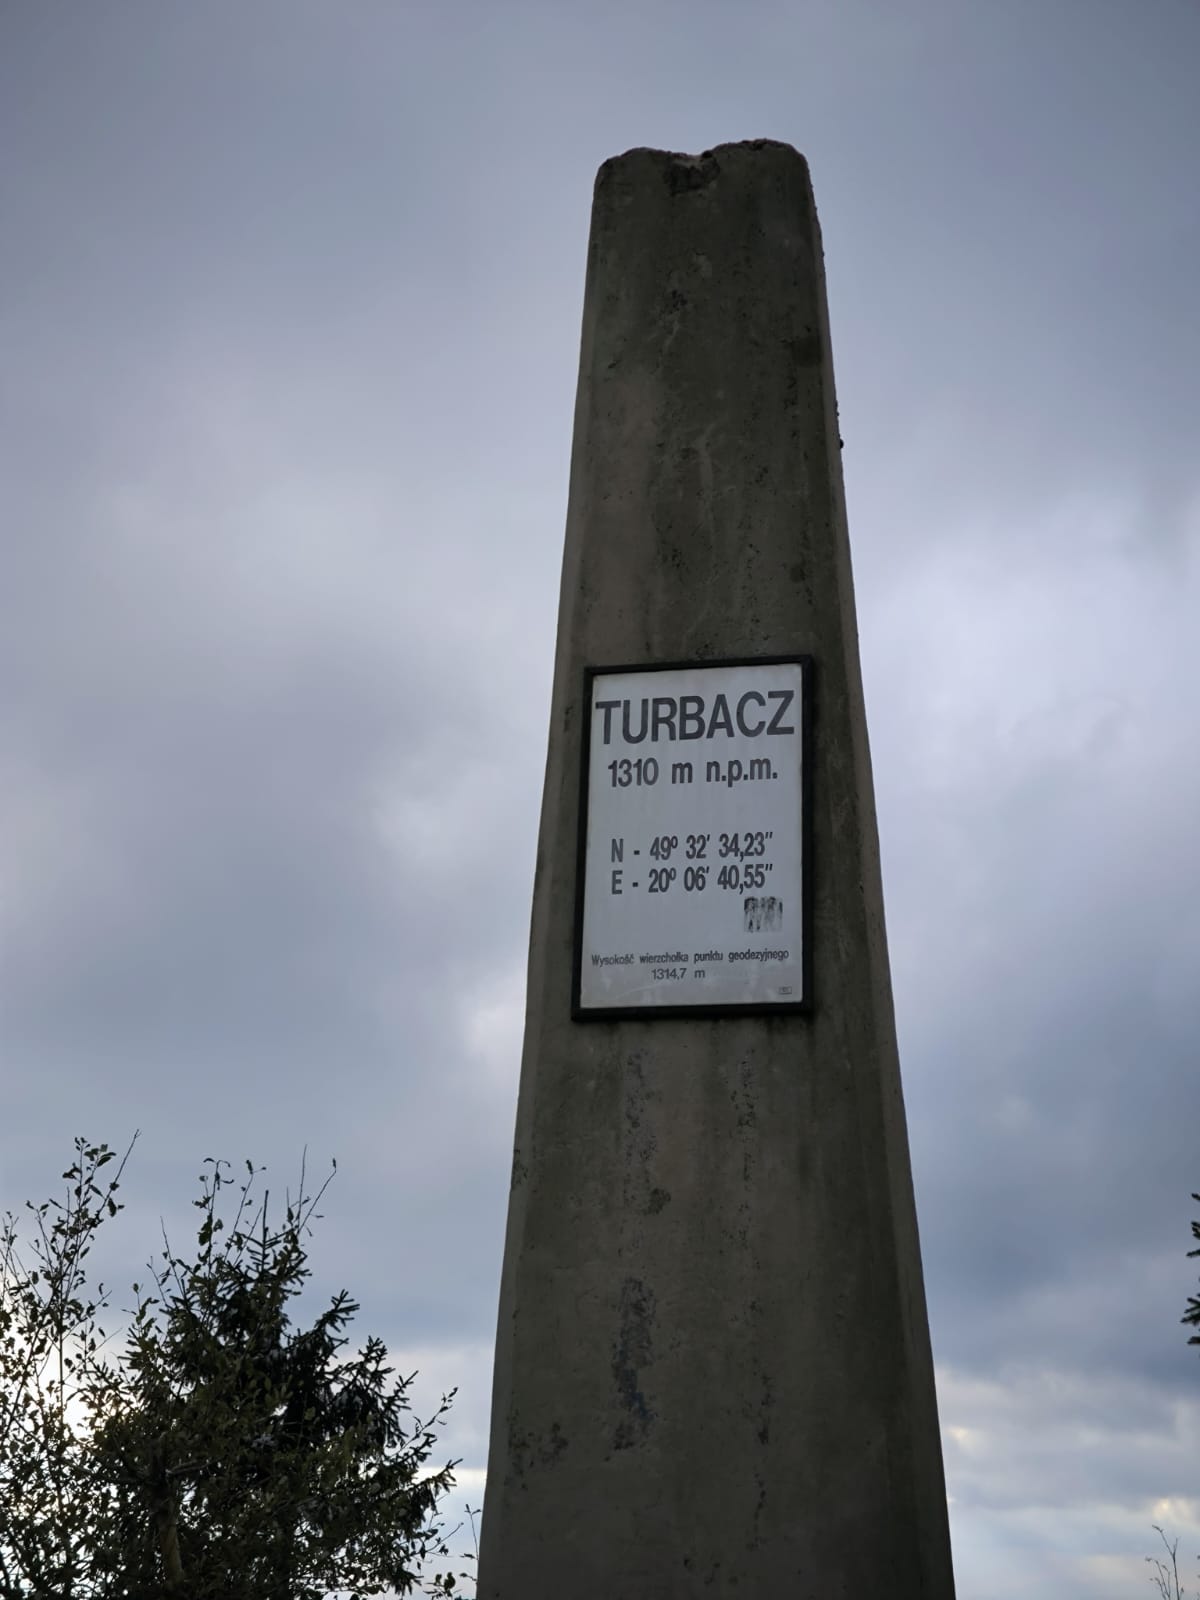 TURBACZ
1310 m n.p.m.
N - 49º 32' 34,23"
E - 20º 06' 40,55"
Wysokość wierzchołka punktu geodezyjnego
1314,7 m